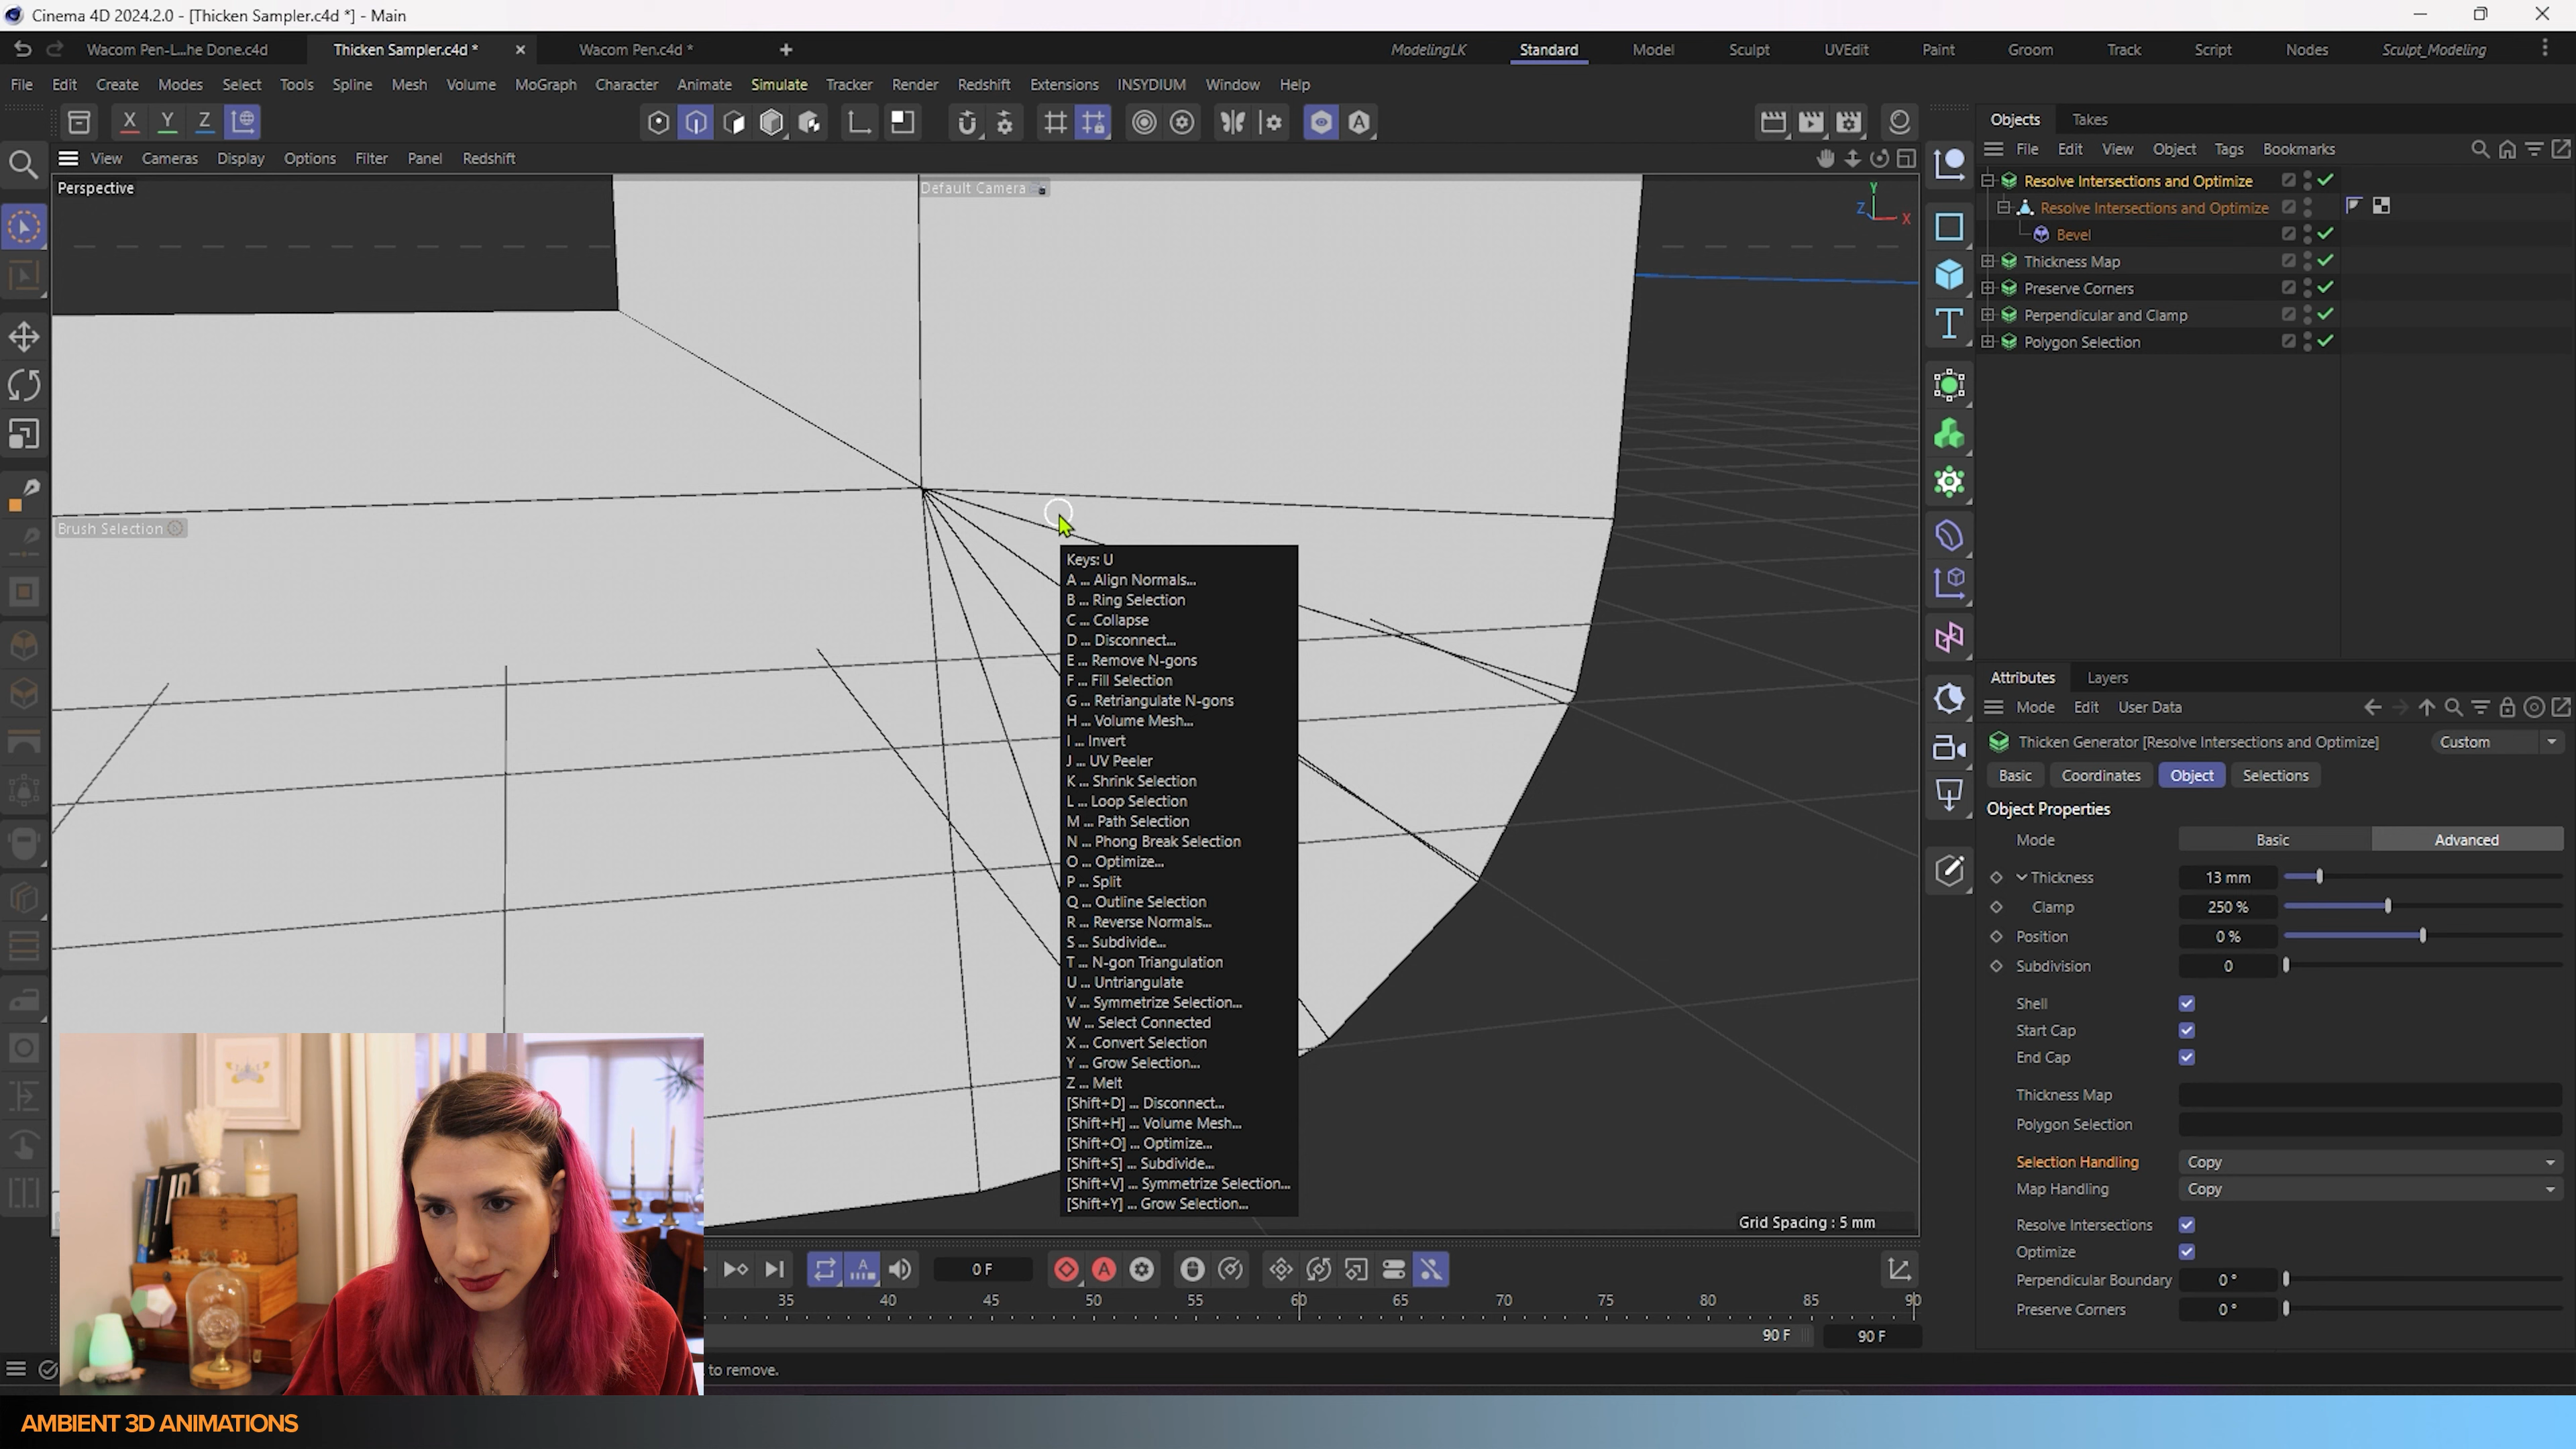 Cinema 4D 2024.2.0 - [Thicken Sampler.c4d *] - Main
Wacom Pen-L...he Done.c4d
Thicken Sampler.c4d *
Wacom Pen.c4d *
ModelingLK
Standard
Model
Sculpt
UVEdit
Paint
Groom
Track
Script
Nodes
Sculpt_Modeling
File
Edit
Create
Modes
Select
Tools
Spline
Mesh
Volume
MoGraph
Character
Animate
Simulate
Tracker
Render
Redshift
Extensions
INSYDIUM
Window
Help
X
Y
Z
View
Cameras
Display
Options
Filter
Panel
Redshift
Perspective
Default Camera
Y
Z
X
Brush Selection
Keys: U
A ... Align Normals...
B ... Ring Selection
C ... Collapse
D ... Disconnect...
E ... Remove N-gons
F ... Fill Selection
G ... Retriangulate N-gons
H ... Volume Mesh...
I ... Invert
J ... UV Peeler
K ... Shrink Selection
L ... Loop Selection
M ... Path Selection
N ... Phong Break Selection
O ... Optimize...
P ... Split
Q ... Outline Selection
R ... Reverse Normals...
S ... Subdivide...
T ... N-gon Triangulation
U ... Untriangulate
V ... Symmetrize Selection...
W ... Select Connected
X ... Convert Selection
Y ... Grow Selection...
Z ... Melt
[Shift+D] ... Disconnect...
[Shift+H] ... Volume Mesh...
[Shift+O] ... Optimize...
[Shift+S] ... Subdivide...
[Shift+V] ... Symmetrize Selection...
[Shift+Y] ... Grow Selection...
Grid Spacing : 5 mm
0 F
35
40
45
50
55
60
65
70
75
80
85
90
90 F
90 F
to remove.
Objects
Takes
File
Edit
View
Object
Tags
Bookmarks
Resolve Intersections and Optimize
Resolve Intersections and Optimize
Bevel
Thickness Map
Preserve Corners
Perpendicular and Clamp
Polygon Selection
Attributes
Layers
Mode
Edit
User Data
Thicken Generator [Resolve Intersections and Optimize]
Custom
Basic
Coordinates
Object
Selections
Object Properties
Mode
Basic
Advanced
Thickness
13 mm
Clamp
250 %
Position
0 %
Subdivision
0
Shell
Start Cap
End Cap
Thickness Map
Polygon Selection
Selection Handling
Copy
Map Handling
Copy
Resolve Intersections
Optimize
Perpendicular Boundary
0 °
Preserve Corners
0 °
AMBIENT 3D ANIMATIONS